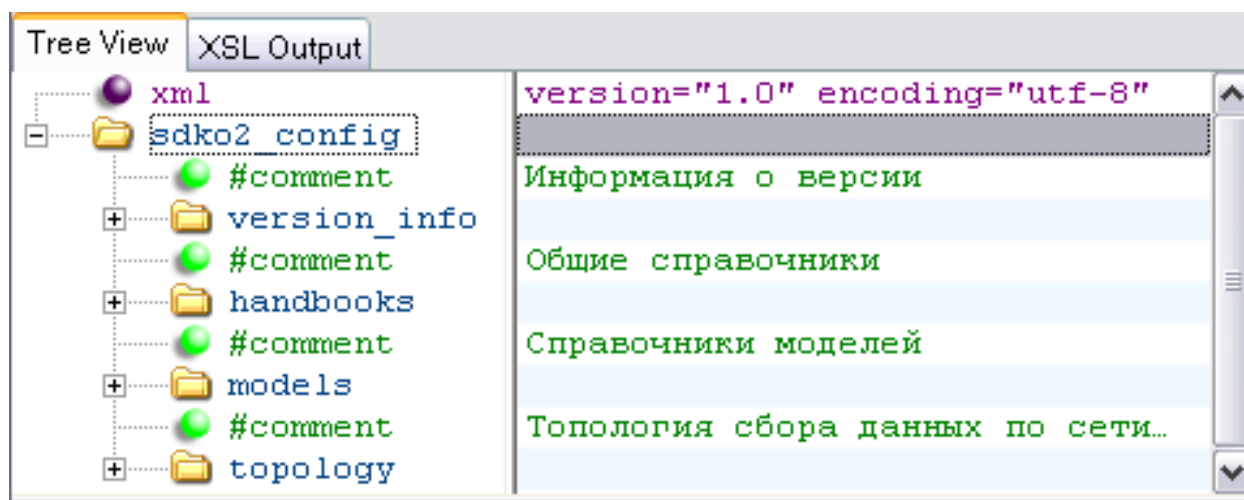 Tree View XSL Output
xml version="1.0" encoding="utf-8"
sdko2_config
#comment Информация о версии
version_info
#comment Общие справочники
handbooks
#comment Справочники моделей
models
#comment Топология сбора данных по сети…
topology